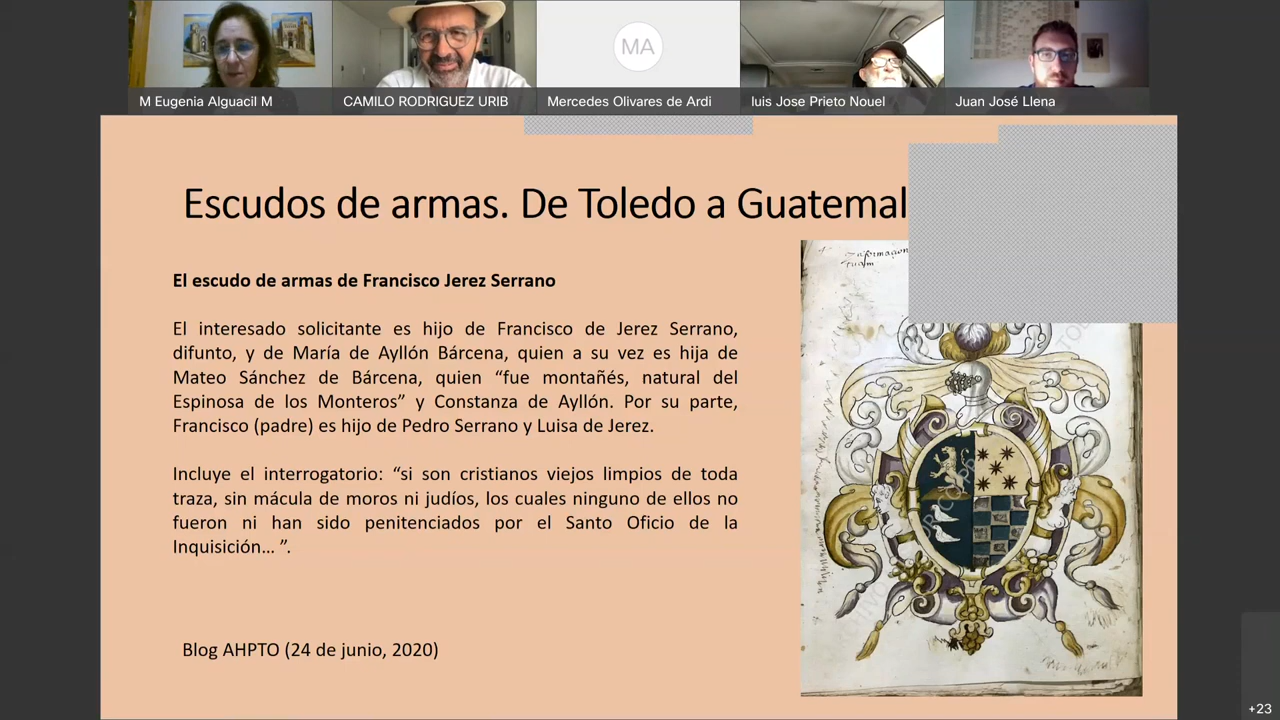 M Eugenia Alguacil M
CAMILO RODRIGUEZ URIB
MA
Mercedes Olivares de Ardi
luis Jose Prieto Nouel
Juan José Llena
Escudos de armas. De Toledo a Guatemal
El escudo de armas de Francisco Jerez Serrano
El interesado solicitante es hijo de Francisco de Jerez Serrano,
difunto, y de María de Ayllón Bárcena, quien a su vez es hija de
Mateo Sánchez de Bárcena, quien “fue montañés, natural del
Espinosa de los Monteros” y Constanza de Ayllón. Por su parte,
Francisco (padre) es hijo de Pedro Serrano y Luisa de Jerez.
Incluye el interrogatorio: “si son cristianos viejos limpios de toda
traza, sin mácula de moros ni judíos, los cuales ninguno de ellos no
fueron ni han sido penitenciados por el Santo Oficio de la
Inquisición… ”.
Blog AHPTO (24 de junio, 2020)
+23